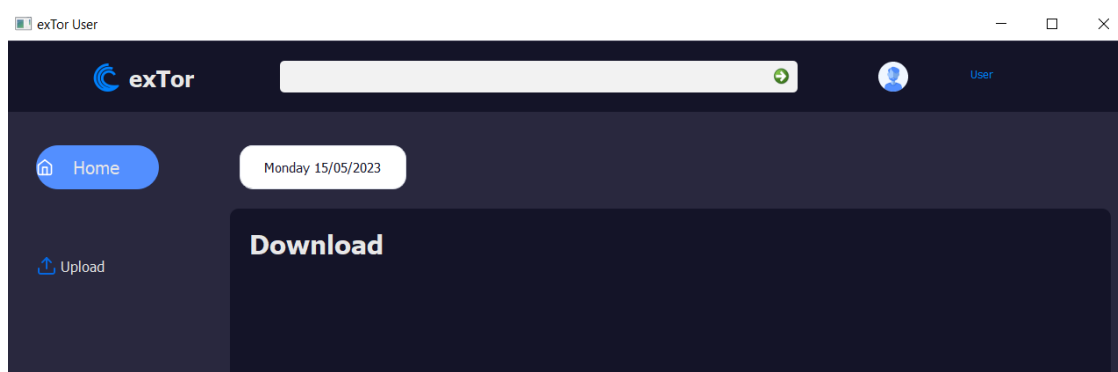 exTor User
exTor
User
Home
Monday 15/05/2023
Download
Upload